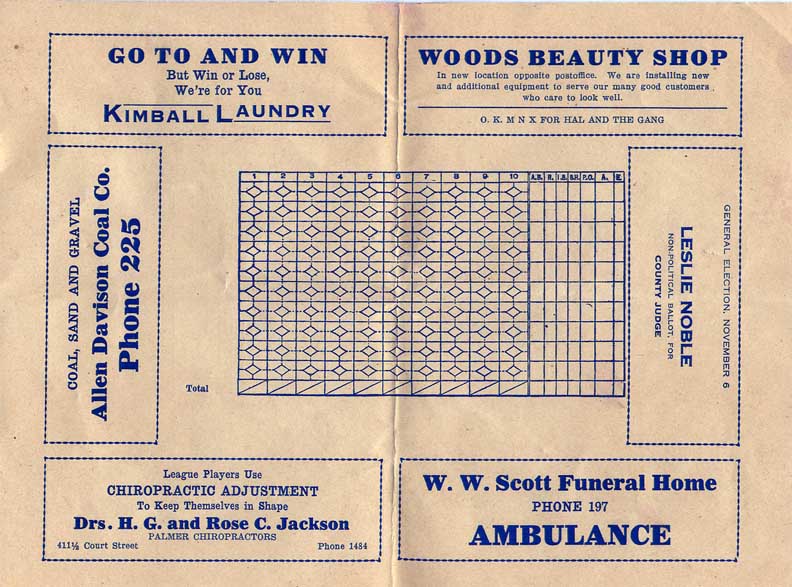 GO TO AND WIN
But Win or Lose,
We're for You
KIMBALL LAUNDRY
WOODS BEAUTY SHOP
In new location opposite postoffice. We are installing new
and additional equipment to serve our many good customers
who care to look well.
O. K. M N X FOR HAL AND THE GANG
COAL, SAND AND GRAVEL
Allen Davison Coal Co.
Phone 225
1 2 3 4 5 6 7 8 9 10 A.B. R. I.B. S.H. P.O. A. E.
Total
GENERAL ELECTION, NOVEMBER 6
LESLIE NOBLE
NON-POLITICAL BALLOT, FOR
COUNTY JUDGE
League Players Use
CHIROPRACTIC ADJUSTMENT
To Keep Themselves in Shape
Drs. H. G. and Rose C. Jackson
PALMER CHIROPRACTORS
411½ Court Street Phone 1484
W. W. Scott Funeral Home
PHONE 197
AMBULANCE